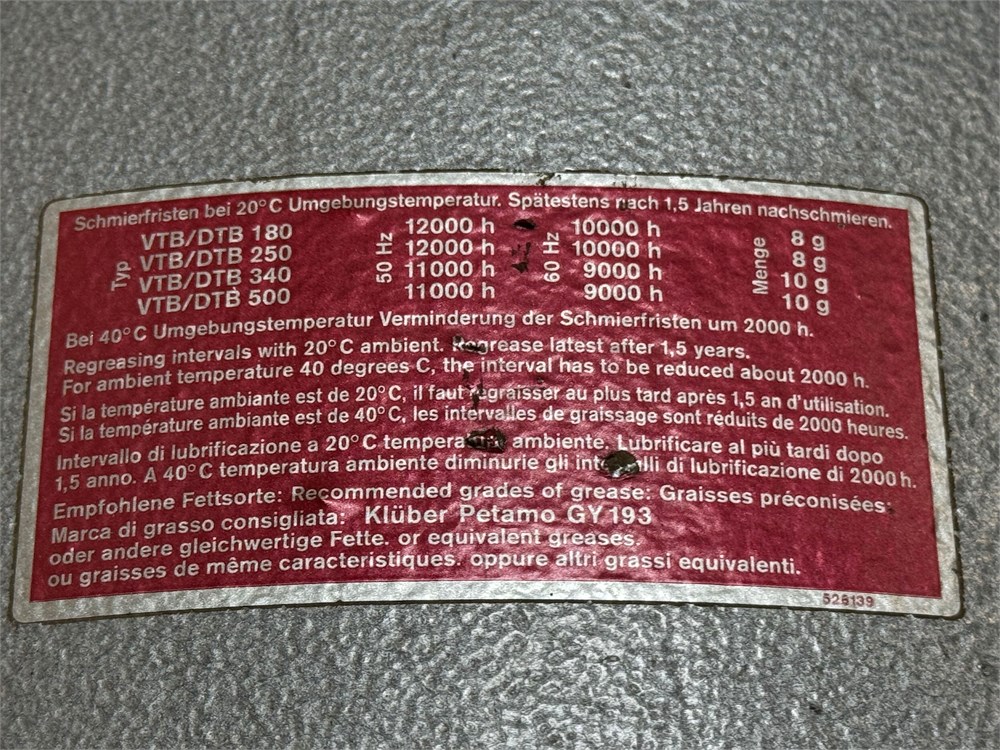 Schmierfristen bei 20°C Umgebungstemperatur. Spätestens nach 1,5 Jahren nachschmieren.
Typ VTB/DTB 180 50 Hz 12000 h 60 Hz 10000 h Menge 8 g
VTB/DTB 250 12000 h 10000 h 8 g
VTB/DTB 340 11000 h 9000 h 10 g
VTB/DTB 500 11000 h 9000 h 10 g
Bei 40°C Umgebungstemperatur Verminderung der Schmierfristen um 2000 h.
Regreasing intervals with 20°C ambient. Regrease latest after 1,5 years.
For ambient temperature 40 degrees C, the interval has to be reduced about 2000 h.
Si la température ambiante est de 20°C, il faut regraisser au plus tard après 1,5 an d'utilisation.
Si la température ambiante est de 40°C, les intervalles de graissage sont réduits de 2000 heures.
Intervallo di lubrificazione a 20°C temperatura ambiente. Lubrificare al più tardi dopo
1,5 anno. A 40°C temperatura ambiente diminurie gli intervalli di lubrificazione di 2000 h.
Empfohlene Fettsorte: Recommended grades of grease: Graisses préconisées:
Marca di grasso consigliata: Klüber Petamo GY 193
oder andere gleichwertige Fette. or equivalent greases.
ou graisses de même caracteristiques. oppure altri grassi equivalenti.
526139